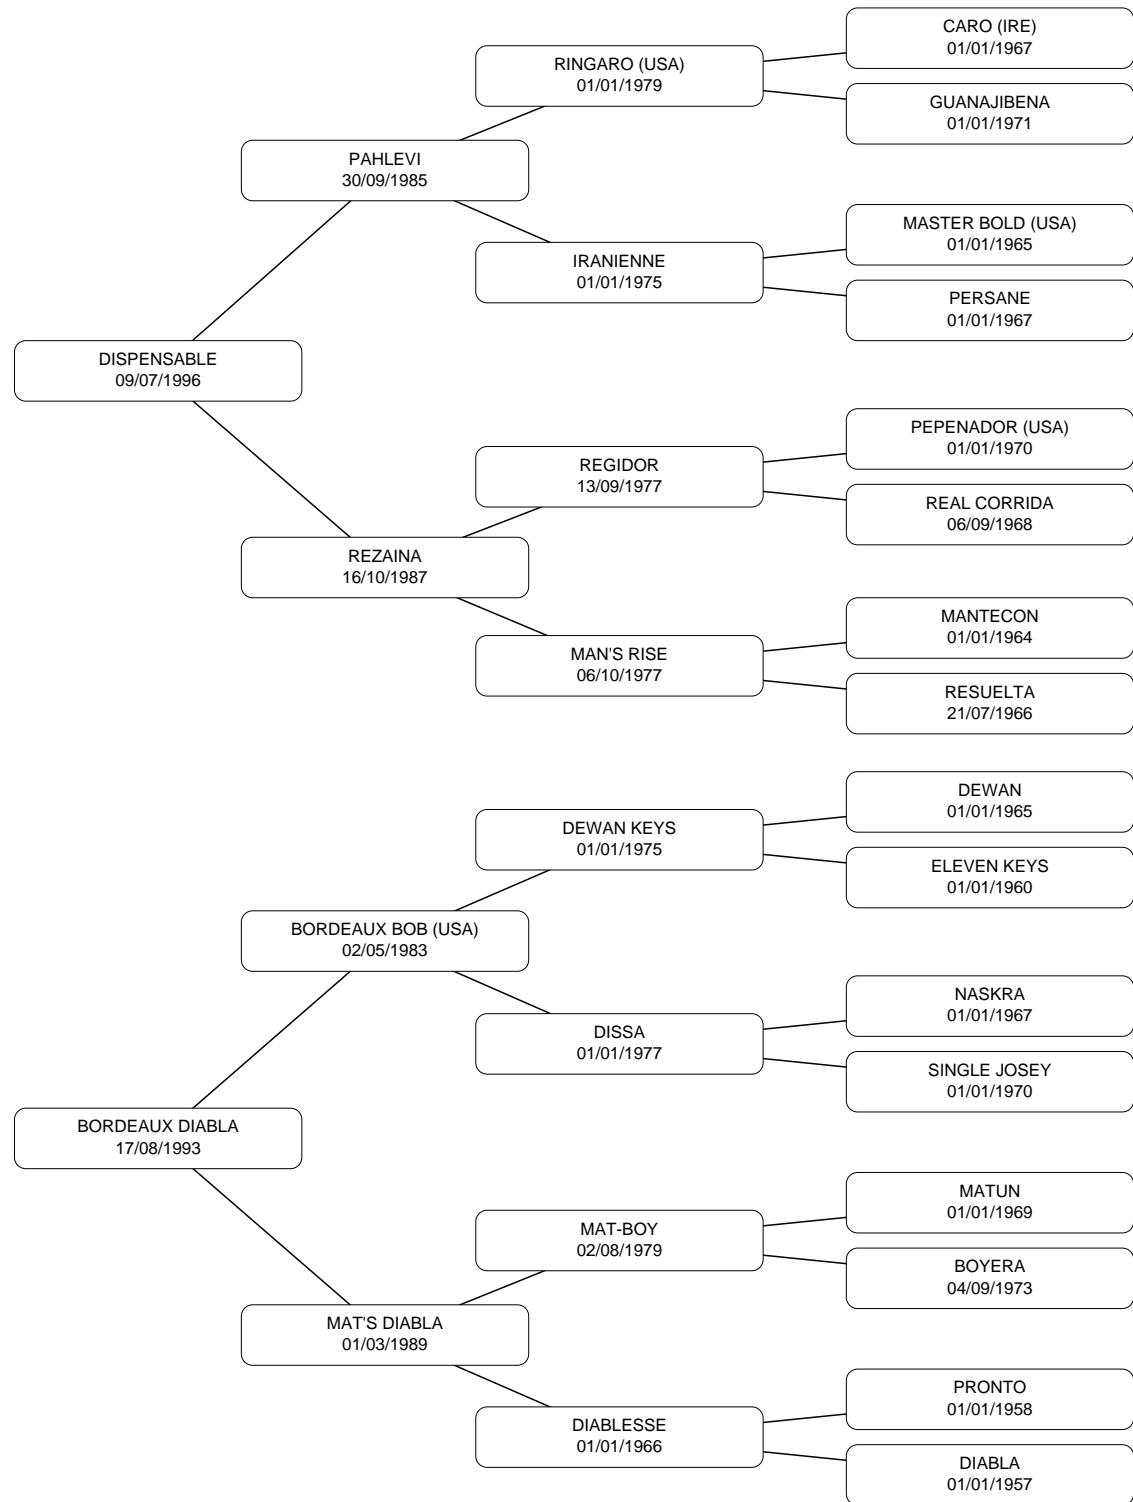 CARO (IRE)
01/01/1967
RINGARO (USA)
01/01/1979
GUANAJIBENA
01/01/1971
PAHLEVI
30/09/1985
MASTER BOLD (USA)
01/01/1965
IRANIENNE
01/01/1975
PERSANE
01/01/1967
DISPENSABLE
09/07/1996
PEPENADOR (USA)
01/01/1970
REGIDOR
13/09/1977
REAL CORRIDA
06/09/1968
REZAINA
16/10/1987
MANTECON
01/01/1964
MAN'S RISE
06/10/1977
RESUELTA
21/07/1966
DEWAN
01/01/1965
DEWAN KEYS
01/01/1975
ELEVEN KEYS
01/01/1960
BORDEAUX BOB (USA)
02/05/1983
NASKRA
01/01/1967
DISSA
01/01/1977
SINGLE JOSEY
01/01/1970
BORDEAUX DIABLA
17/08/1993
MATUN
01/01/1969
MAT-BOY
02/08/1979
BOYERA
04/09/1973
MAT'S DIABLA
01/03/1989
PRONTO
01/01/1958
DIABLESSE
01/01/1966
DIABLA
01/01/1957